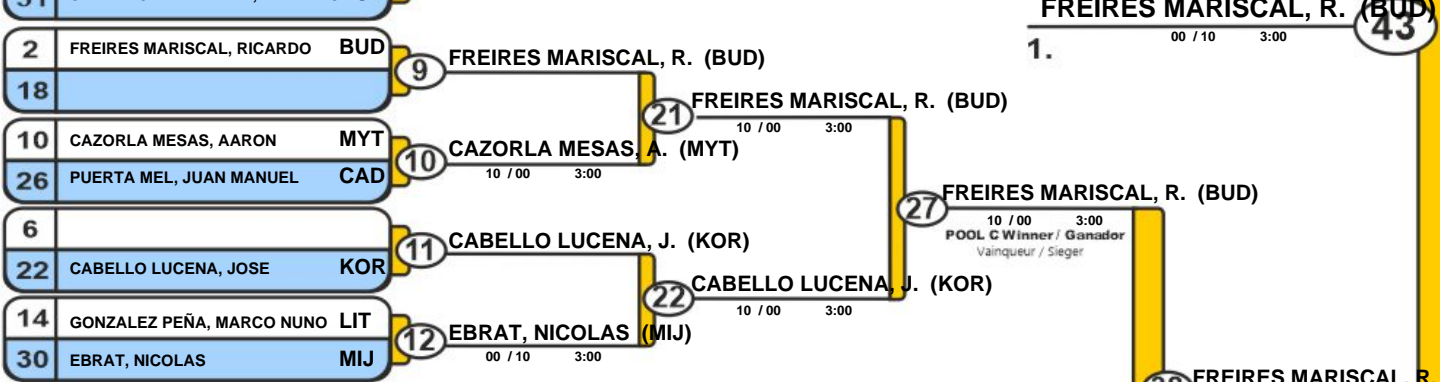 31
FREIRES MARISCAL, R. (BUD)
43
00 / 10 3:00
1.
2 FREIRES MARISCAL, RICARDO BUD
18
9 FREIRES MARISCAL, R. (BUD)
21 FREIRES MARISCAL, R. (BUD)
10 / 00 3:00
10 CAZORLA MESAS, AARON MYT
26 PUERTA MEL, JUAN MANUEL CAD
10 CAZORLA MESAS, A. (MYT)
10 / 00 3:00
27 FREIRES MARISCAL, R. (BUD)
10 / 00 3:00
POOL C Winner / Ganador
Vainqueur / Sieger
6
22 CABELLO LUCENA, JOSE KOR
11 CABELLO LUCENA, J. (KOR)
22 CABELLO LUCENA, J. (KOR)
10 / 00 3:00
14 GONZALEZ PEÑA, MARCO NUNO LIT
30 EBRAT, NICOLAS MIJ
12 EBRAT, NICOLAS (MIJ)
00 / 10 3:00
FREIRES MARISCAL, R